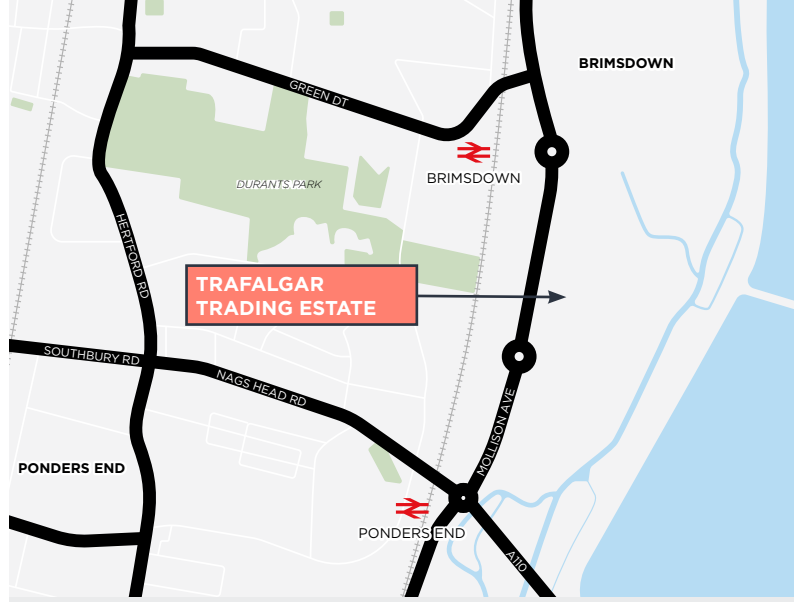 BRIMSDOWN
GREEN DT
BRIMSDOWN
DURANTS PARK
HERTFORD RD
TRAFALGAR
TRADING ESTATE
SOUTHBURY RD
NAGS HEAD RD
MOLLISON AVE
PONDERS END
PONDERS END
A110